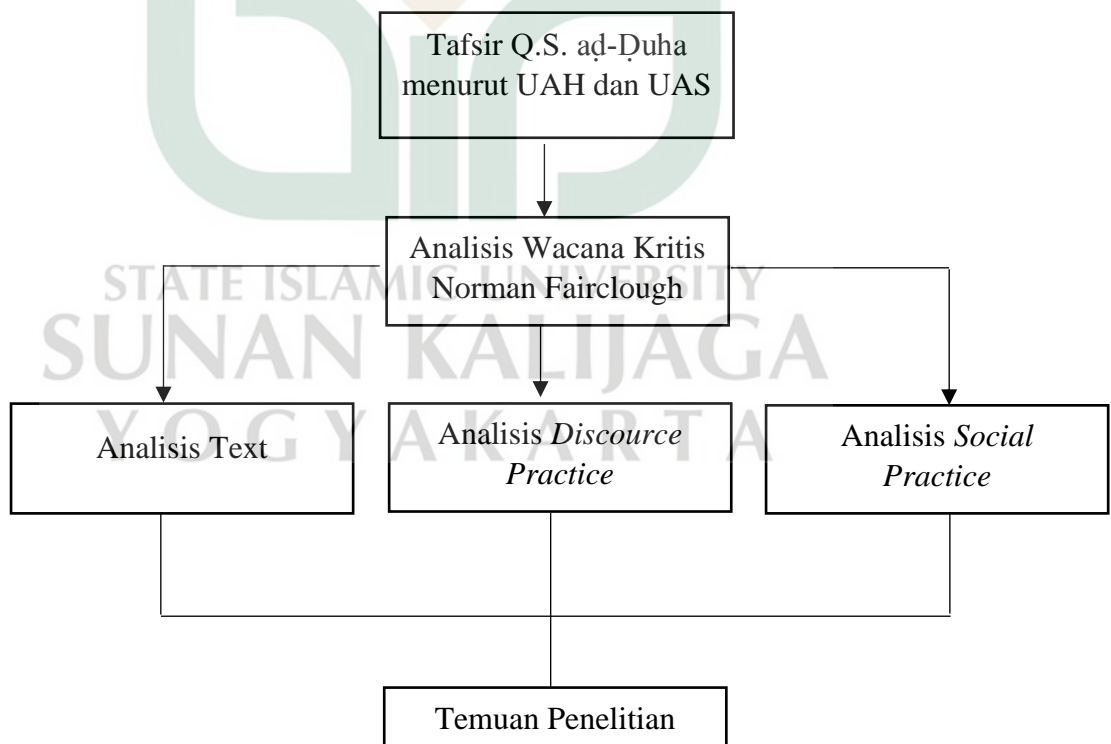 Tafsir Q.S. aḍ-Ḍuha
menurut UAH dan UAS
Analisis Wacana Kritis
Norman Fairclough
STATE ISLAMIC UNIVERSITY
SUNAN KALIJAGA
YOGYAKARTA
Analisis Text
Analisis Discource
Practice
Analisis Social
Practice
Temuan Penelitian